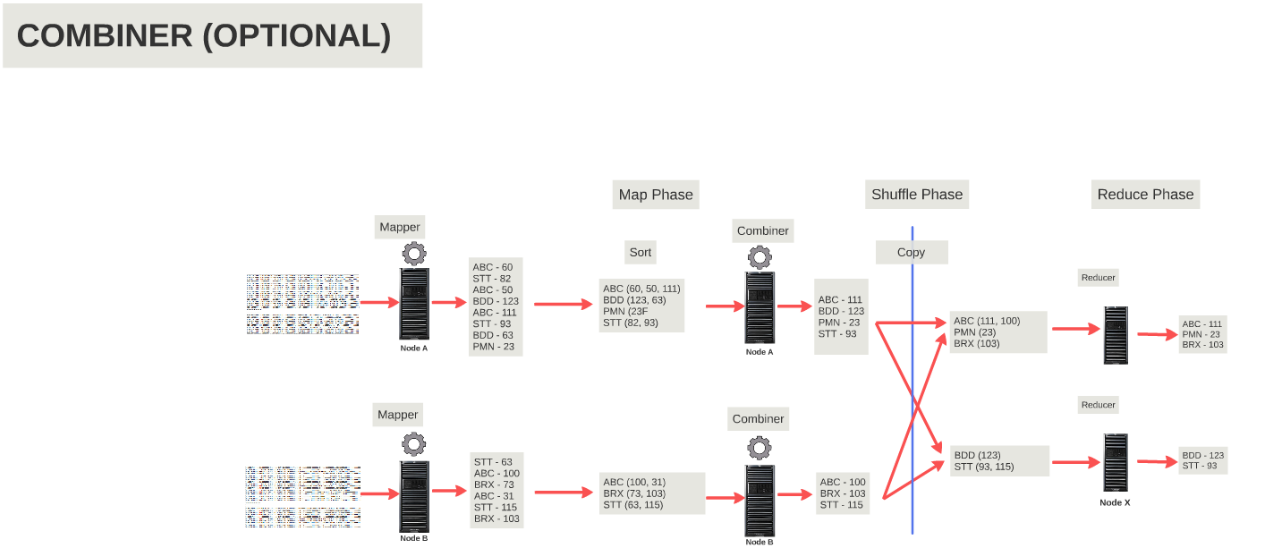 COMBINER (OPTIONAL)
Map Phase
Shuffle Phase
Reduce Phase
Mapper
Combiner
Sort
Copy
Reducer
ABC - 60
STT - 82
ABC - 50
BDD - 123
ABC - 111
STT - 93
BDD - 63
PMN - 23
ABC (60, 50, 111)
BDD (123, 63)
PMN (23F
STT (82, 93)
ABC - 111
BDD - 123
PMN - 23
STT - 93
ABC (111, 100)
PMN (23)
BRX (103)
ABC - 111
PMN - 23
BRX - 103
Node A
Node A
Mapper
Combiner
Reducer
STT - 63
ABC - 100
BRX - 73
ABC - 31
STT - 115
BRX - 103
ABC (100, 31)
BRX (73, 103)
STT (63, 115)
ABC - 100
BRX - 103
STT - 115
BDD (123)
STT (93, 115)
BDD - 123
STT - 93
Node X
Node B
Node B